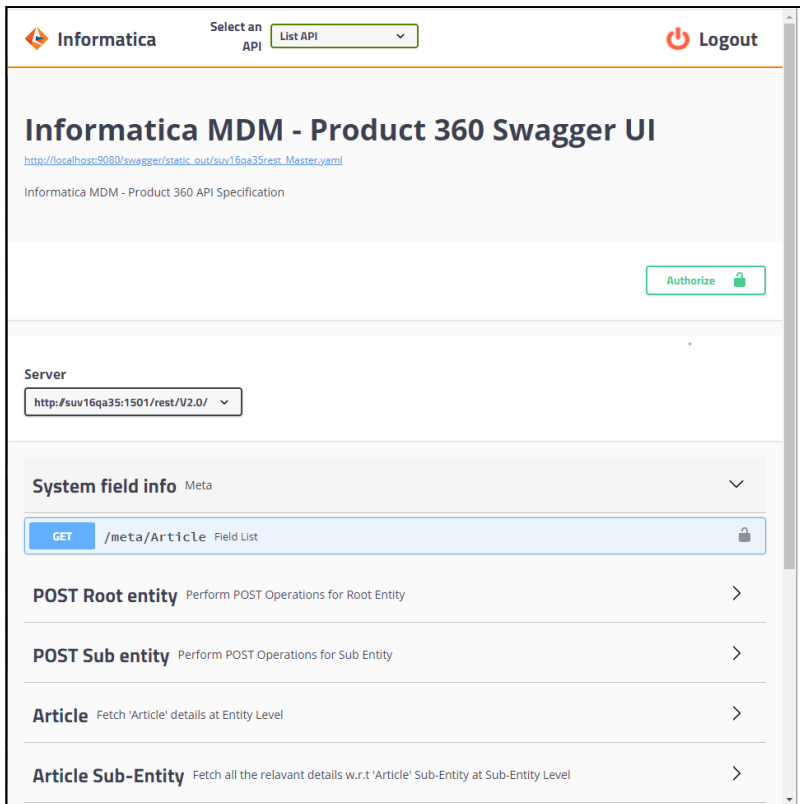 Informatica
Select an API
List API
Logout
Informatica MDM - Product 360 Swagger UI
http://localhost:9080/swagger/static_out/suv16qa35rest_Master.yaml
Informatica MDM - Product 360 API Specification
Authorize
Server
http://suv16qa35:1501/rest/V2.0/
System field info Meta
GET /meta/Article Field List
POST Root entity Perform POST Operations for Root Entity
POST Sub entity Perform POST Operations for Sub Entity
Article Fetch 'Article' details at Entity Level
Article Sub-Entity Fetch all the relavant details w.r.t 'Article' Sub-Entity at Sub-Entity Level